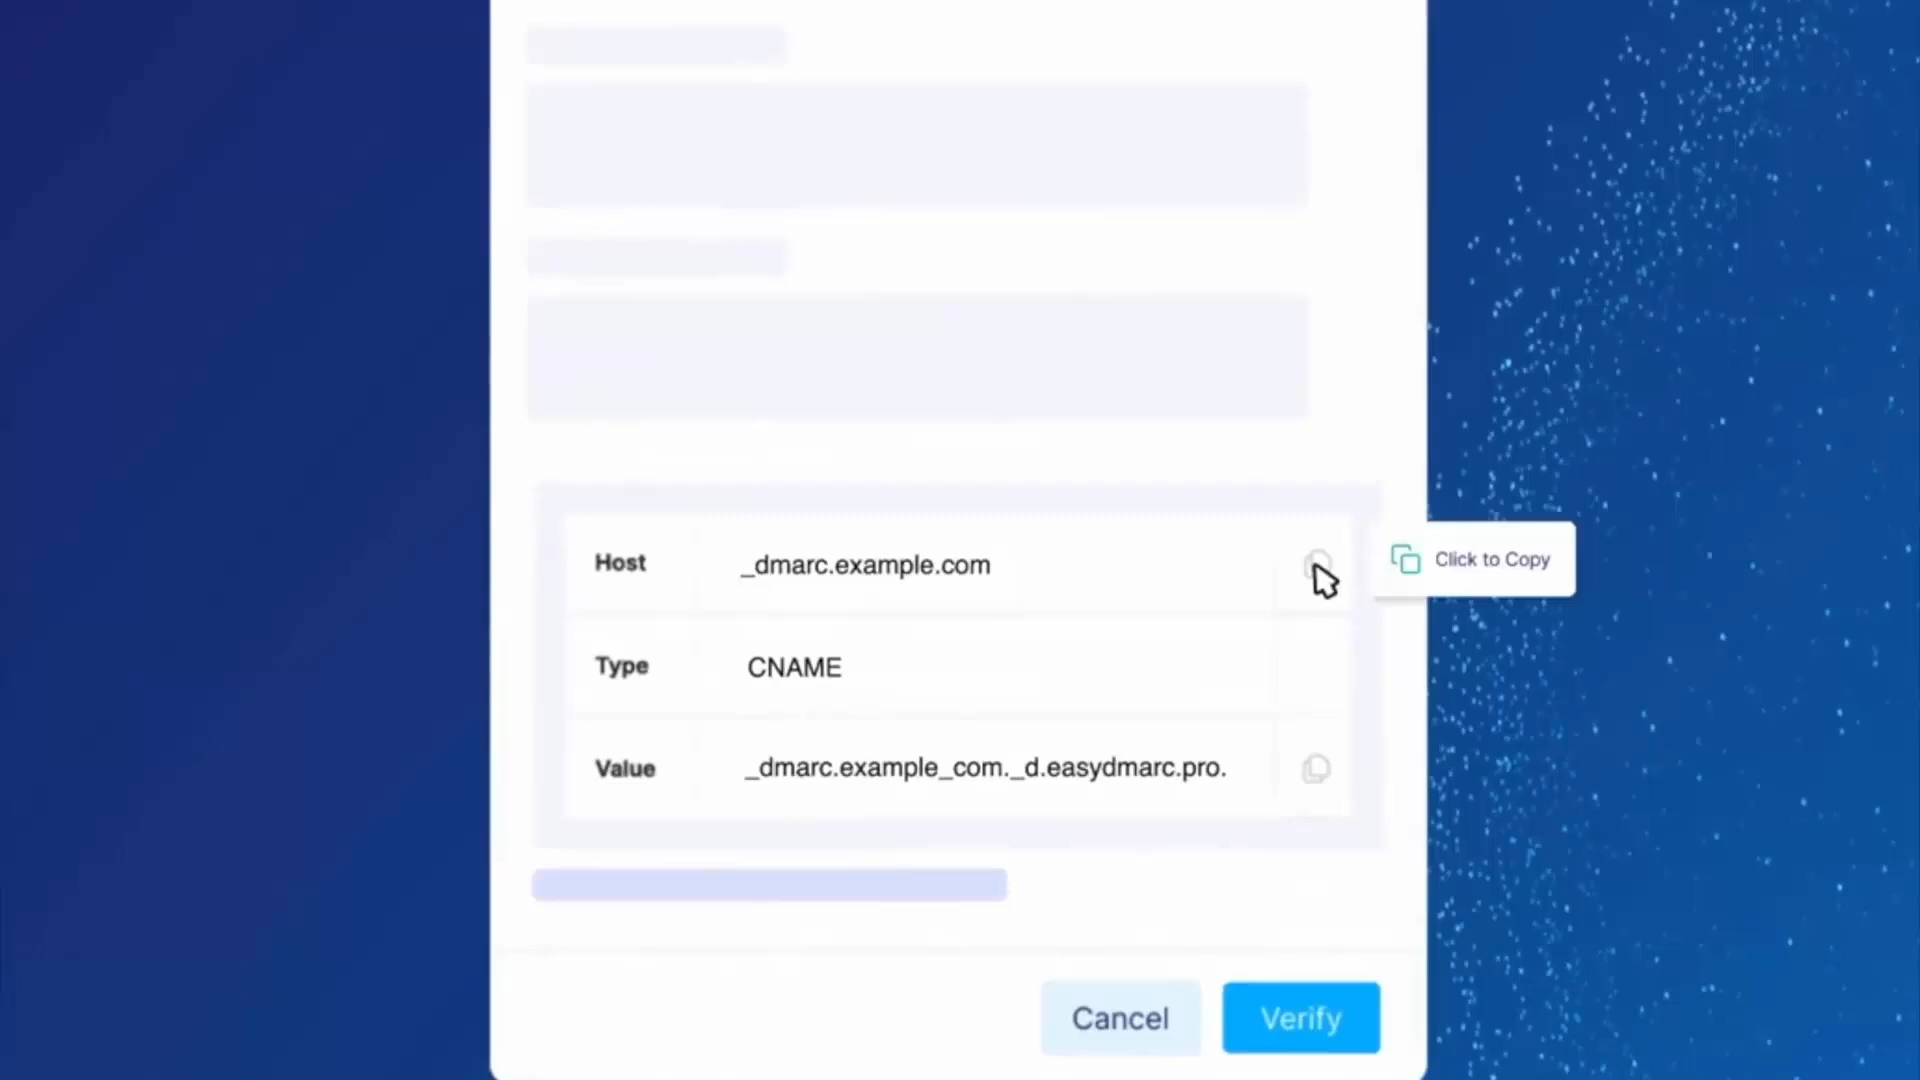 Host _dmarc.example.com
Click to Copy
Type CNAME
Value _dmarc.example_com._d.easydmarc.pro.
Cancel Verify